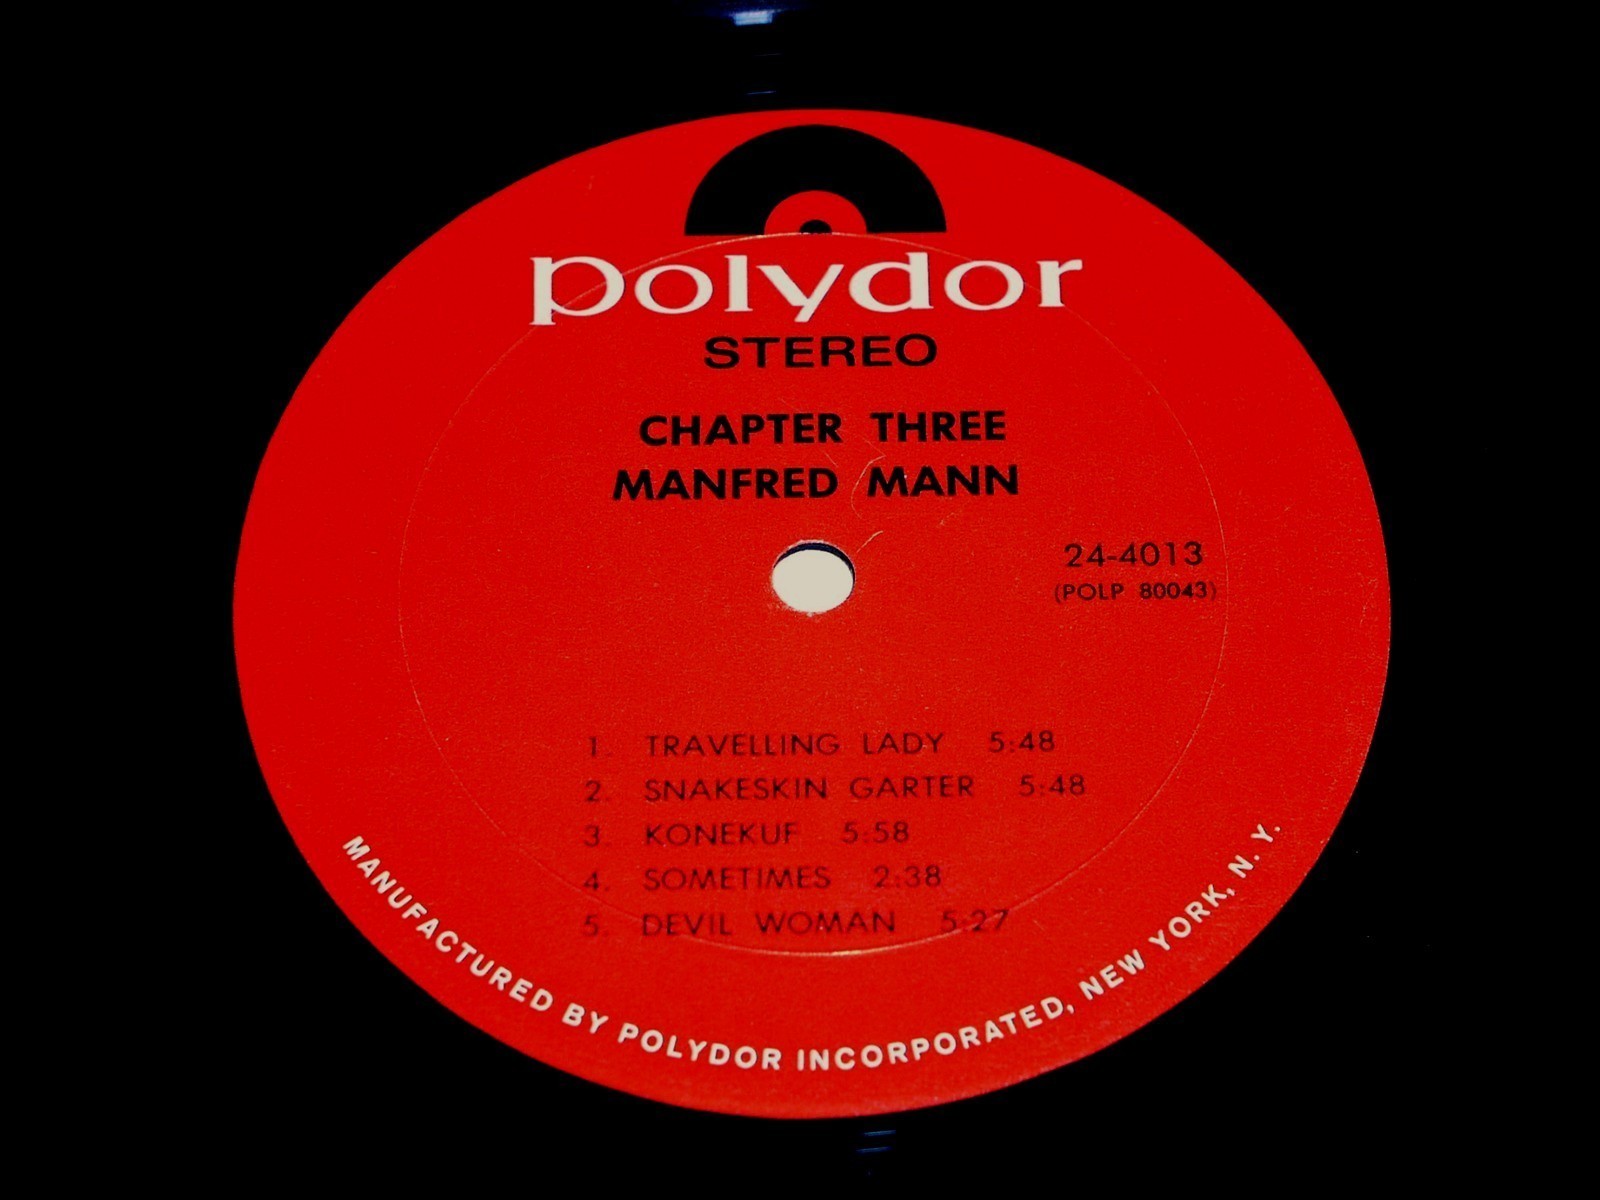 polydor
STEREO
CHAPTER THREE
MANFRED MANN
24-4013
(POLP 80043)
1. TRAVELLING LADY 5:48
2. SNAKESKIN GARTER 5:48
3. KONEKUF 5:58
4. SOMETIMES 2:38
5. DEVIL WOMAN 5:27
MANUFACTURED BY POLYDOR INCORPORATED, NEW YORK, N. Y.